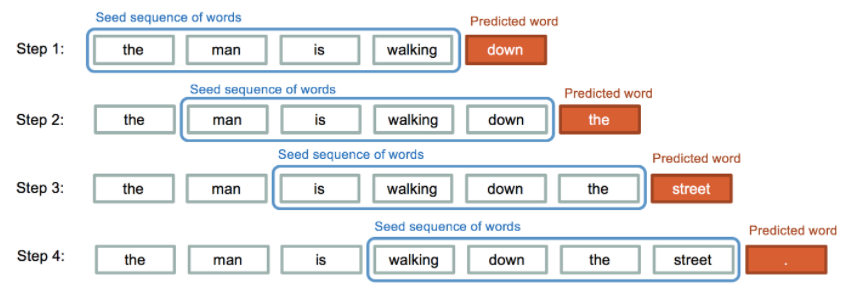 Seed sequence of words Predicted word
Step 1: the man is walking down
Seed sequence of words Predicted word
Step 2: the man is walking down the
Seed sequence of words Predicted word
Step 3: the man is walking down the street
Seed sequence of words Predicted word
Step 4: the man is walking down the street .